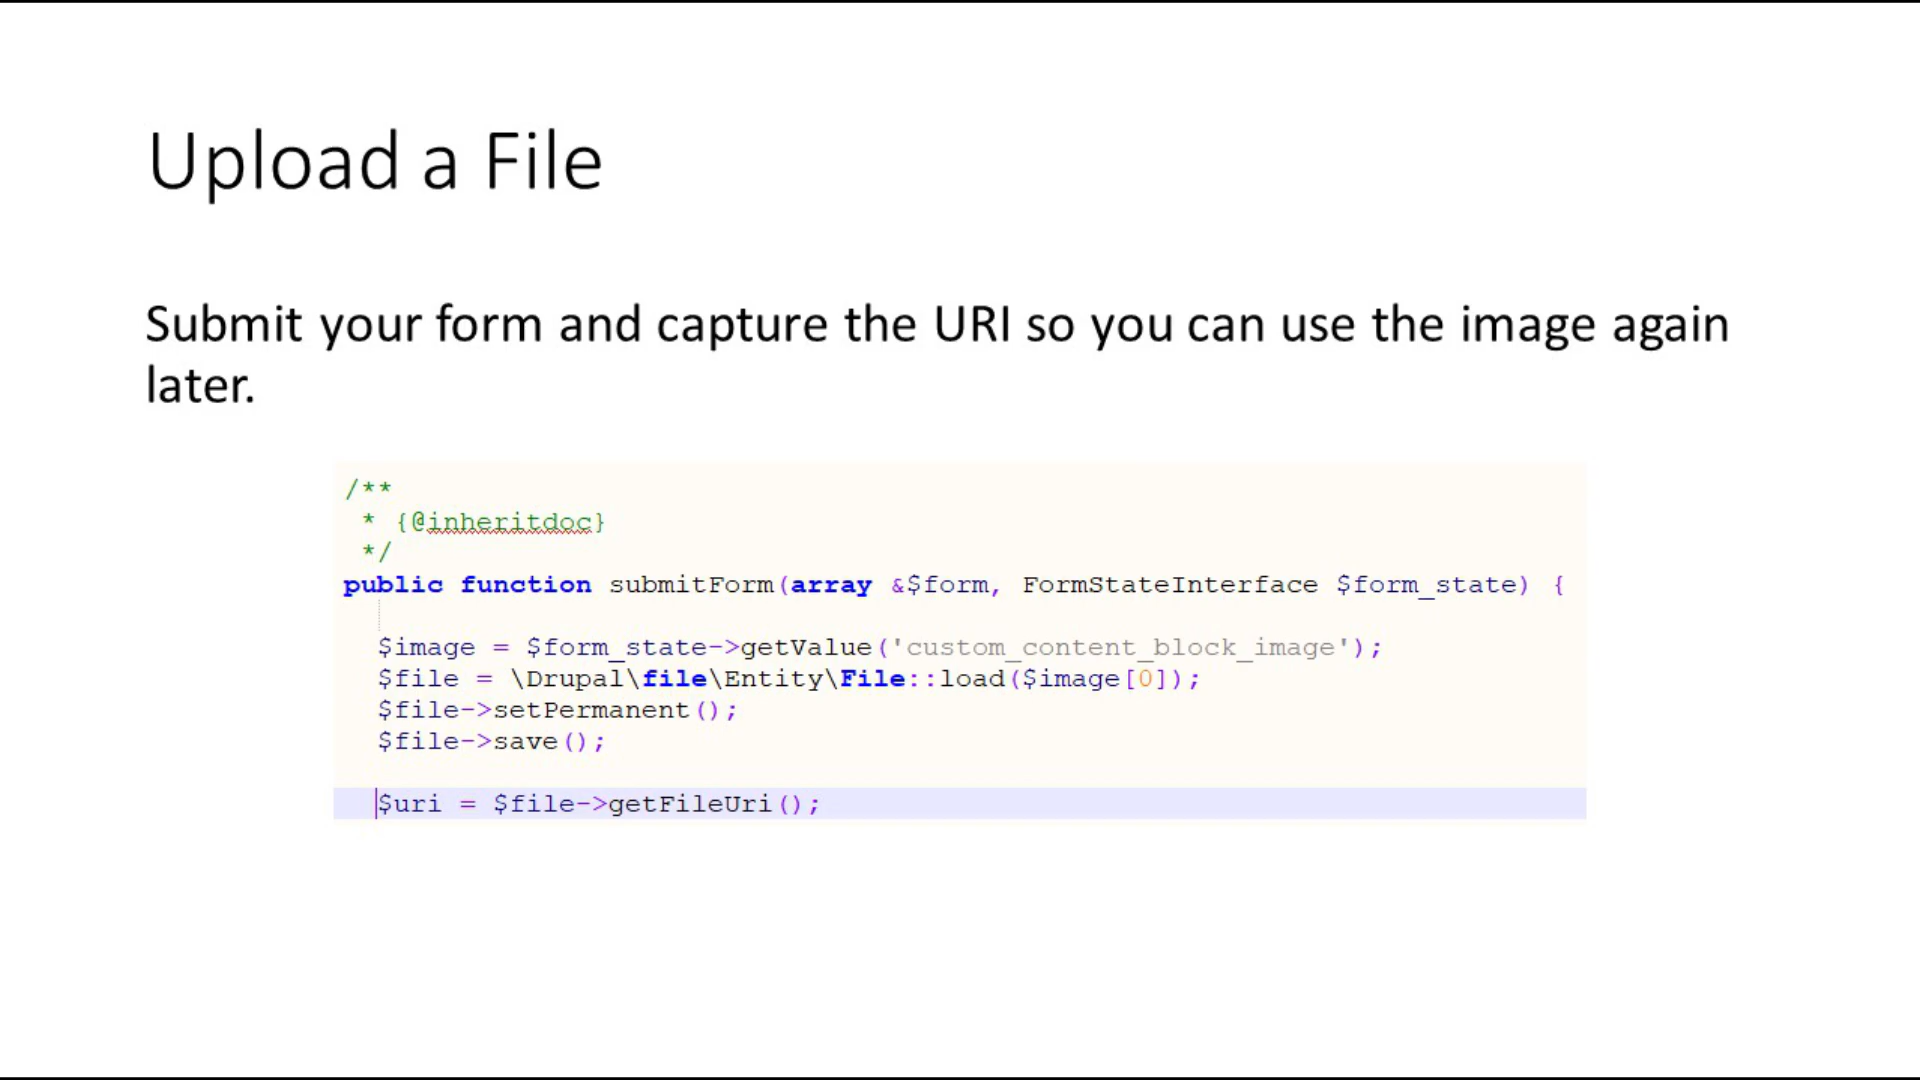 Upload a File
Submit your form and capture the URI so you can use the image again
later.
/**
 * {@inheritdoc}
 */
public function submitForm(array &$form, FormStateInterface $form_state) {
  $image = $form_state->getValue('custom_content_block_image');
  $file = \Drupal\file\Entity\File::load($image[0]);
  $file->setPermanent();
  $file->save();
  $uri = $file->getFileUri();